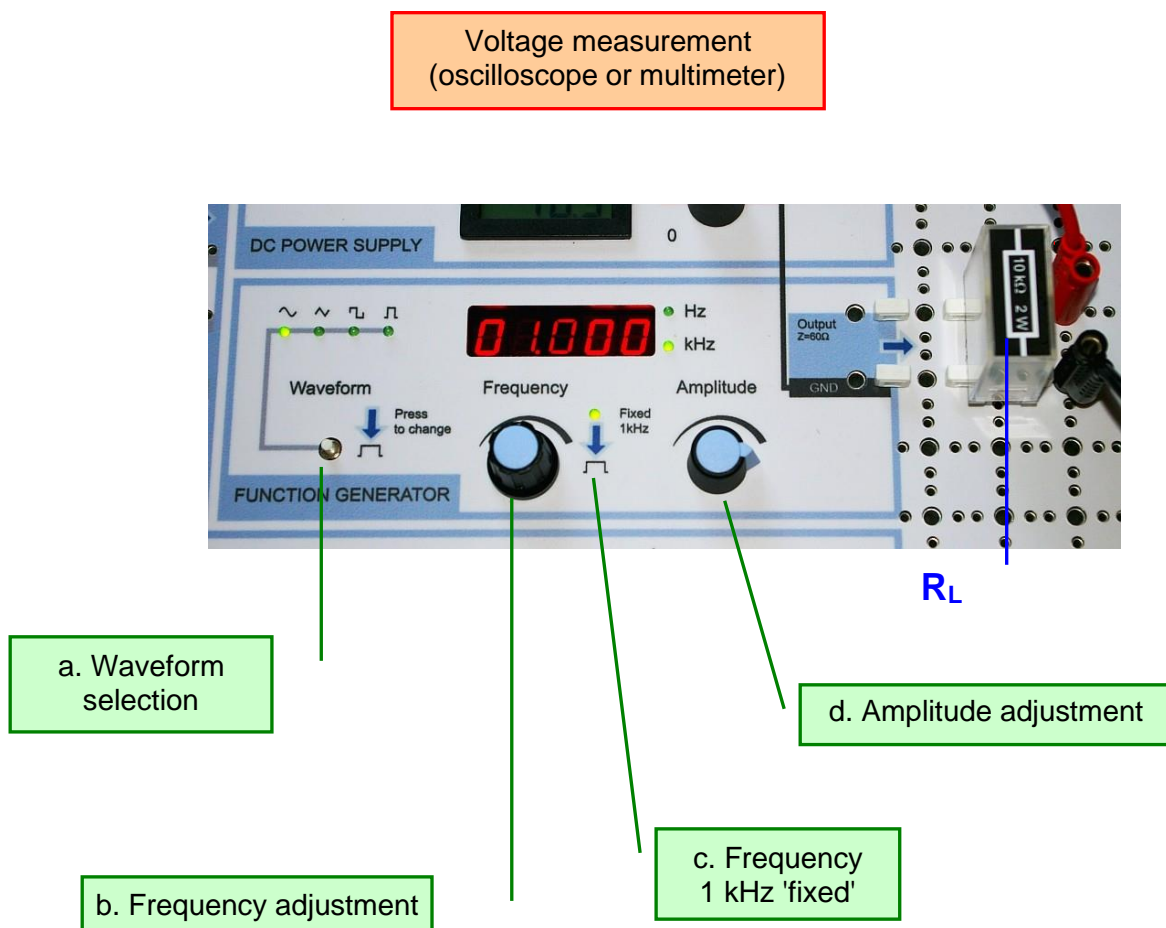 Voltage measurement
(oscilloscope or multimeter)
DC POWER SUPPLY
0
Hz
kHz
01.000
Output
Z=60Ω
GND
10 kΩ 2 W
Waveform
Frequency
Amplitude
Press
to change
Fixed
1kHz
FUNCTION GENERATOR
RL
a. Waveform
selection
d. Amplitude adjustment
c. Frequency
1 kHz 'fixed'
b. Frequency adjustment